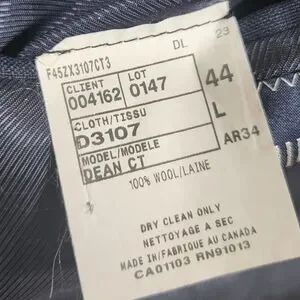 F45ZX3107CT3 DL 23
CLIENT LOT
004162 0147 44
CLOTH/TISSU
D3107 L
MODEL/MODELE
DEAN CT AR34
100% WOOL/LAINE
DRY CLEAN ONLY
NETTOYAGE A SEC
MADE IN/FABRIQUE AU CANADA
CA01103 RN91013